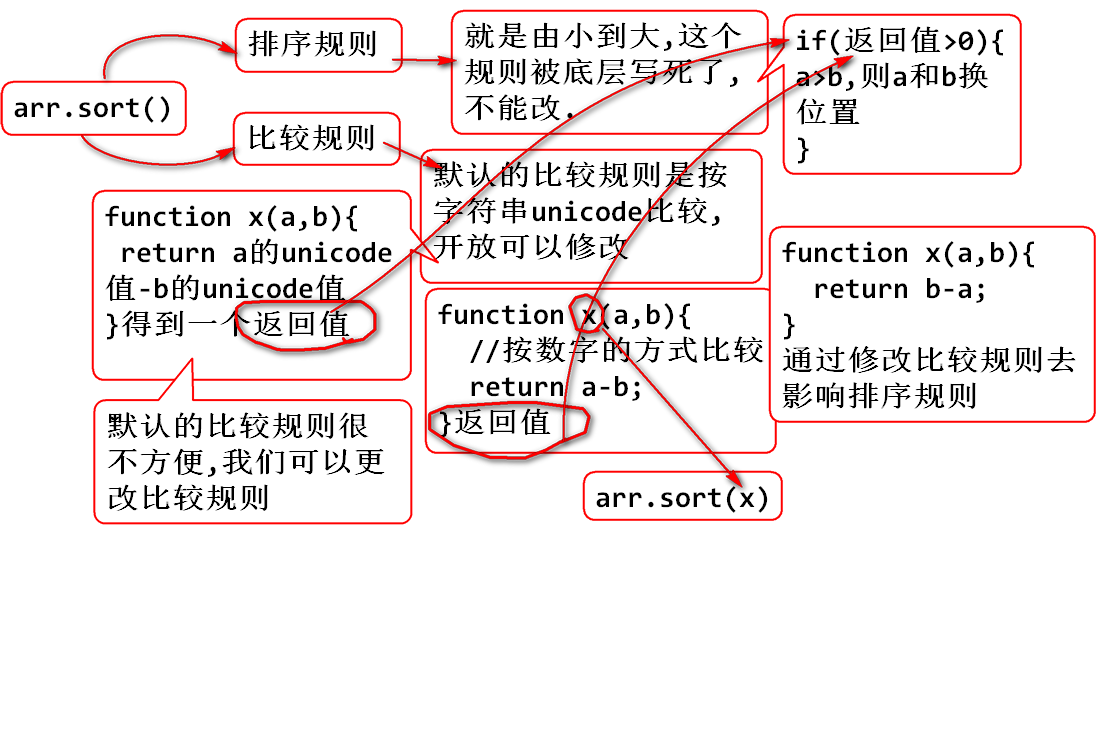 arr.sort()
排序规则
就是由小到大,这个
规则被底层写死了,
不能改.
if(返回值>0){
a>b,则a和b换
位置
}
比较规则
默认的比较规则是按
字符串unicode比较,
开放可以修改
function x(a,b){
return a的unicode
值-b的unicode值
}得到一个返回值
默认的比较规则很
不方便,我们可以更
改比较规则
function x(a,b){
//按数字的方式比较
return a-b;
}返回值
arr.sort(x)
function x(a,b){
return b-a;
}
通过修改比较规则去
影响排序规则